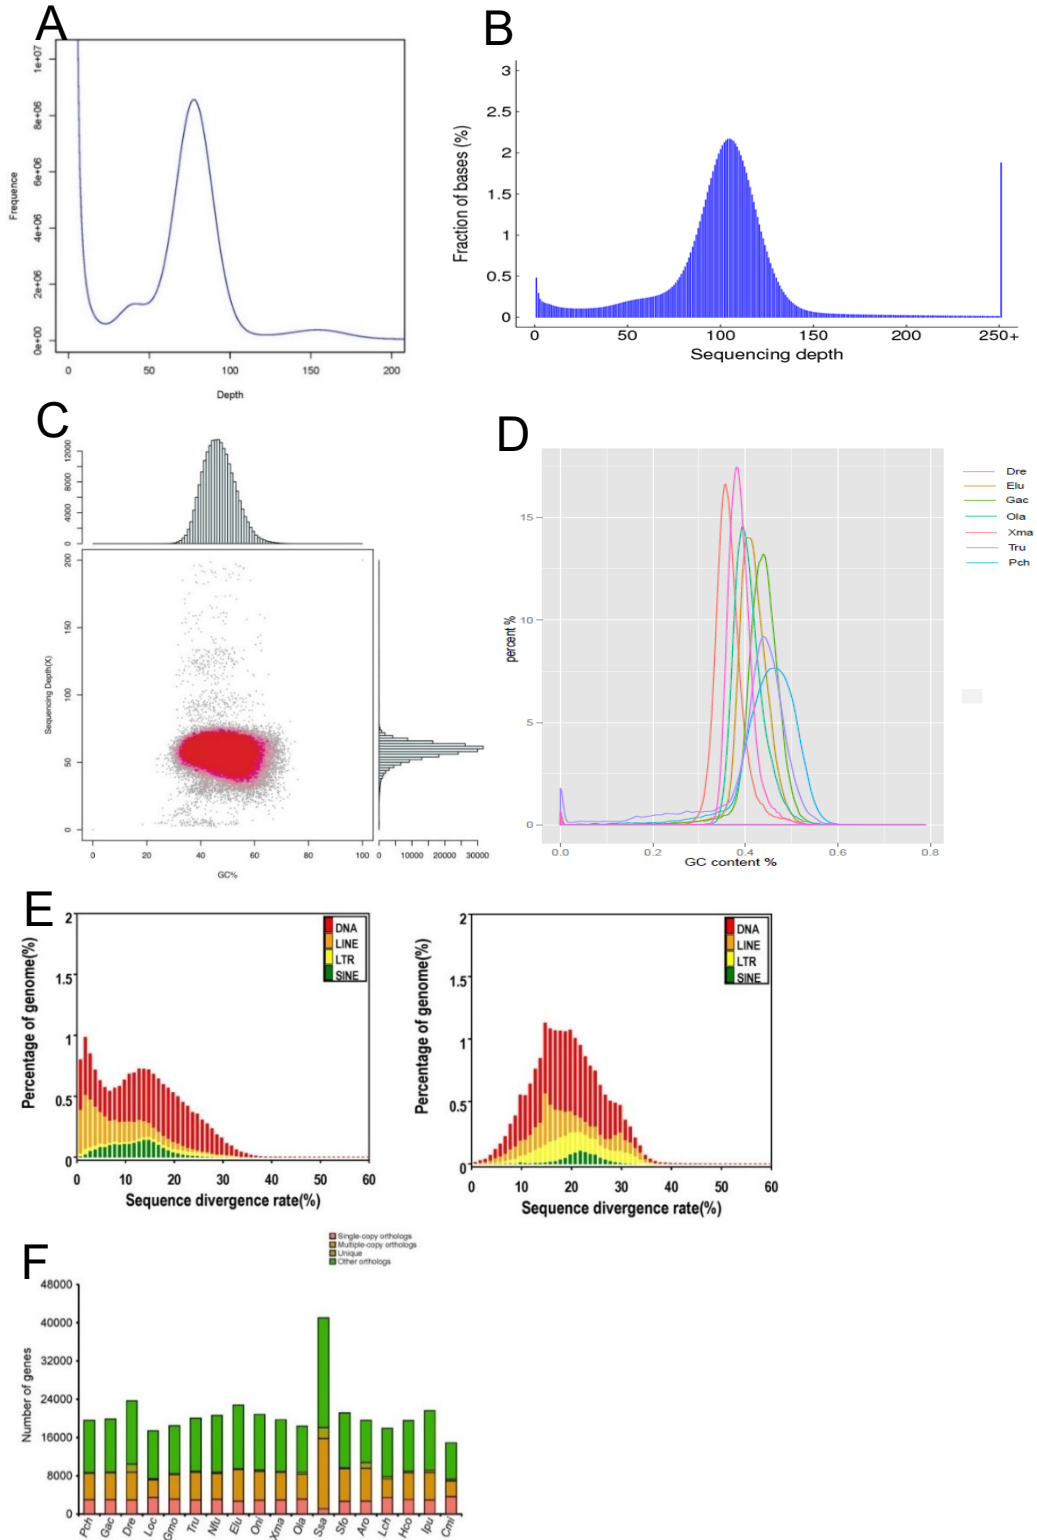 A
1e+07
8e+06
6e+06
4e+06
2e+06
0e+00
Frequence
0 50 100 150 200
Depth
B
3
2.5
2
1.5
1
0.5
0
Fraction of bases (%)
0 50 100 150 200 250+
Sequencing depth
C
12000
8000
4000
0
200
150
100
50
0
Sequencing Depth(X)
0 20 40 60 80 100
GC%
0 10000 20000 30000
D
15
10
5
0
percent %
0.0 0.2 0.4 0.6 0.8
GC content %
Dre
Elu
Gac
Ola
Xma
Tru
Pch
E
2
1.5
1
0.5
0
Percentage of genome(%)
DNA
LINE
LTR
SINE
0 10 20 30 40 50 60
Sequence divergence rate(%)
2
1.5
1
0.5
0
Percentage of genome(%)
DNA
LINE
LTR
SINE
0 10 20 30 40 50 60
Sequence divergence rate(%)
F
Single-copy orthologs
Multiple-copy orthologs
Unique
Other orthologs
48000
40000
32000
24000
16000
8000
0
Number of genes
Pch Gac Dre Loc Gmo Tru Nfu Elu Oni Xma Ola Ssa Sfo Aro Lch Hco Ipu Cmi